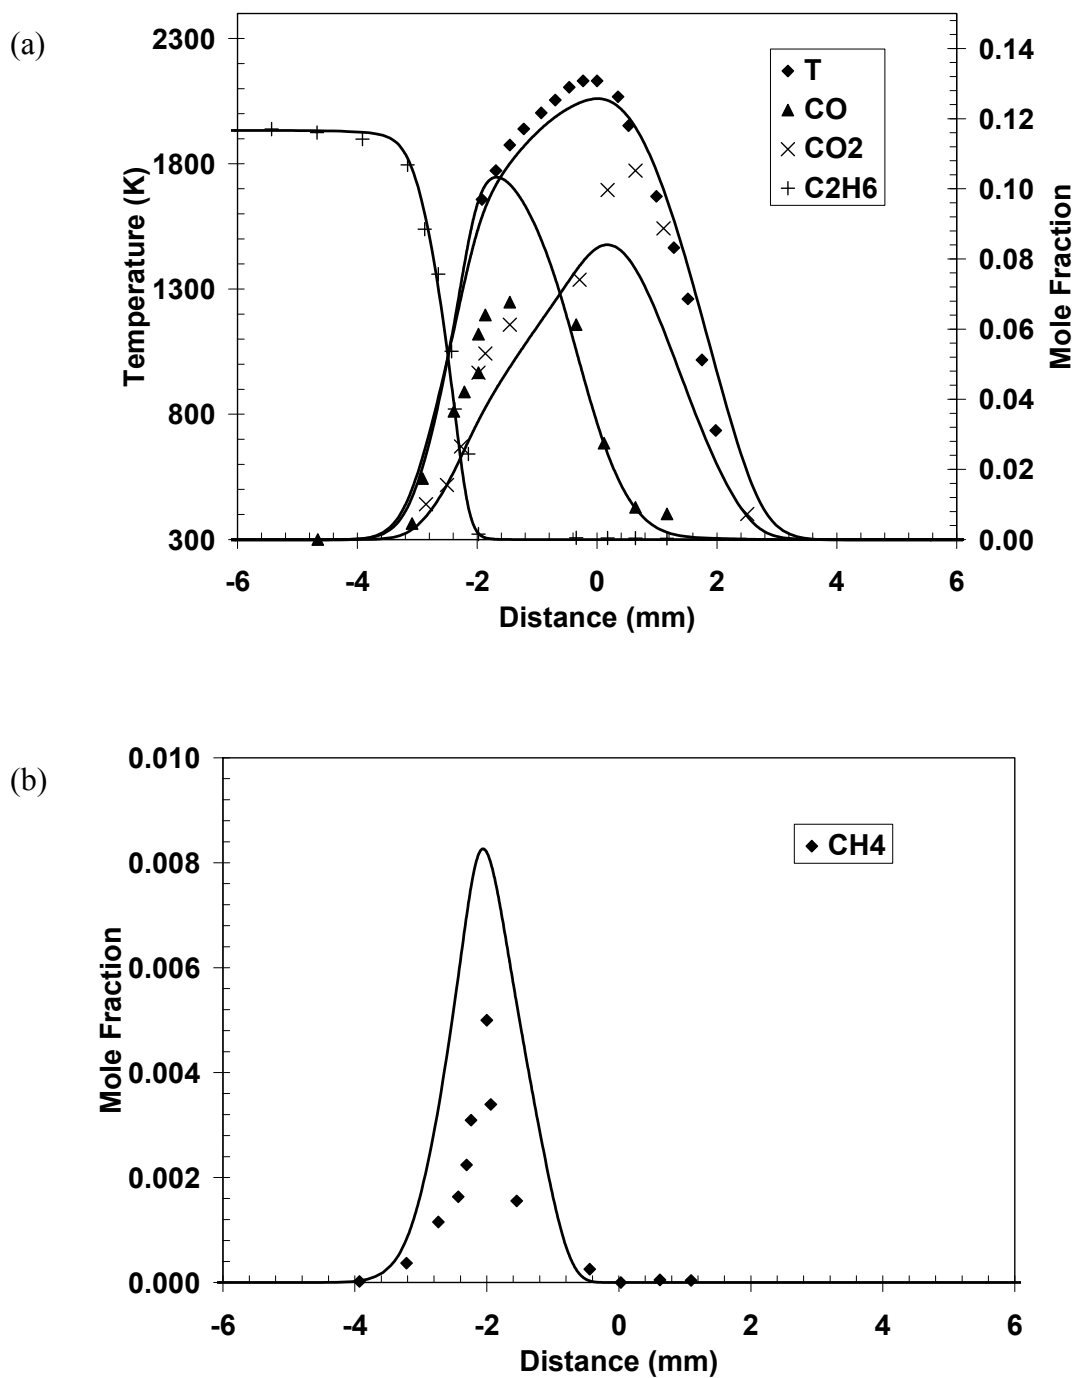 (a)
2300
1800
1300
800
300
Temperature (K)
T
CO
CO2
C2H6
0.14
0.12
0.10
0.08
0.06
0.04
0.02
0.00
Mole Fraction
-6 -4 -2 0 2 4 6
Distance (mm)
(b)
0.010
0.008
0.006
0.004
0.002
0.000
Mole Fraction
CH4
-6 -4 -2 0 2 4 6
Distance (mm)